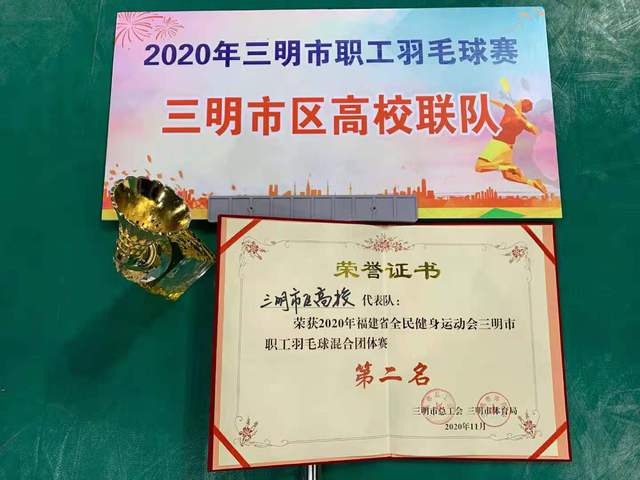 2020年三明市职工羽毛球赛
三明市区高校联队
荣誉证书
三明市区高校 代表队：
荣获2020年福建省全民健身运动会三明市
职工羽毛球混合团体赛
第二名
三明市总工会 三明市体育局
2020年11月